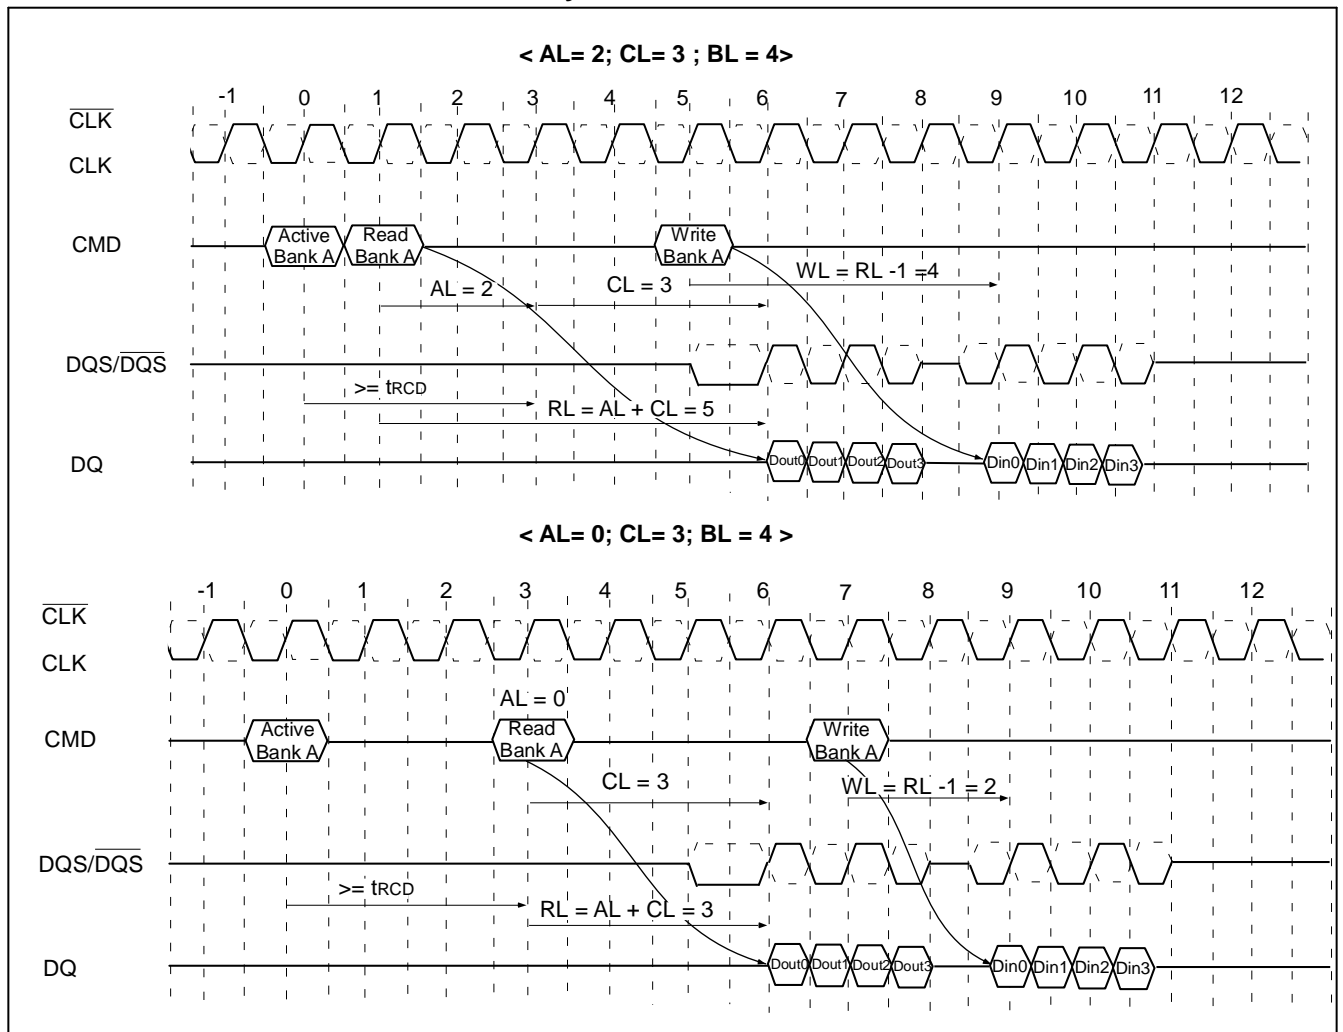 < AL= 2; CL= 3 ; BL = 4>
-1 0 1 2 3 4 5 6 7 8 9 10 11 12
CLK
CLK
CMD
Active
Bank A
Read
Bank A
Write
Bank A
WL = RL -1 =4
AL = 2
CL = 3
DQS/DQS
>= tRCD
RL = AL + CL = 5
DQ
Dout0 Dout1 Dout2 Dout3 Din0 Din1 Din2 Din3
< AL= 0; CL= 3; BL = 4 >
-1 0 1 2 3 4 5 6 7 8 9 10 11 12
CLK
CLK
AL = 0
CMD
Active
Bank A
Read
Bank A
Write
Bank A
CL = 3
WL = RL -1 = 2
DQS/DQS
>= tRCD
RL = AL + CL = 3
DQ
Dout0 Dout1 Dout2 Dout3 Din0 Din1 Din2 Din3